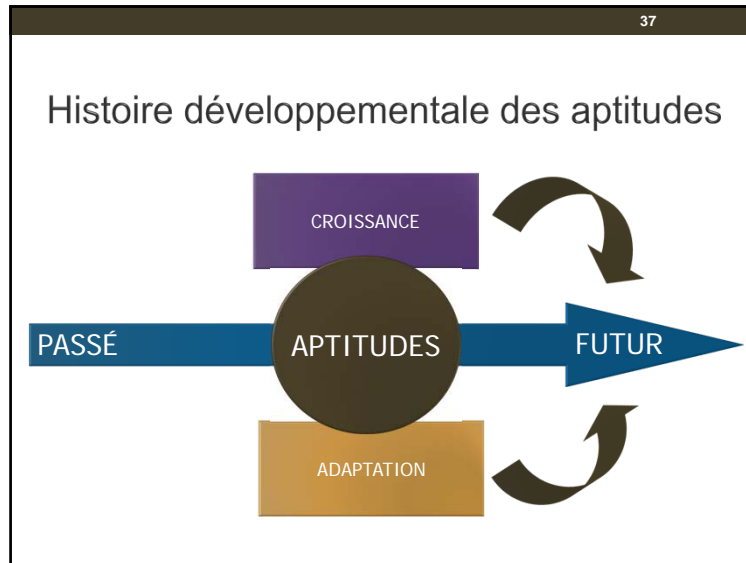 37
Histoire développementale des aptitudes
CROISSANCE
PASSÉ
APTITUDES
FUTUR
ADAPTATION